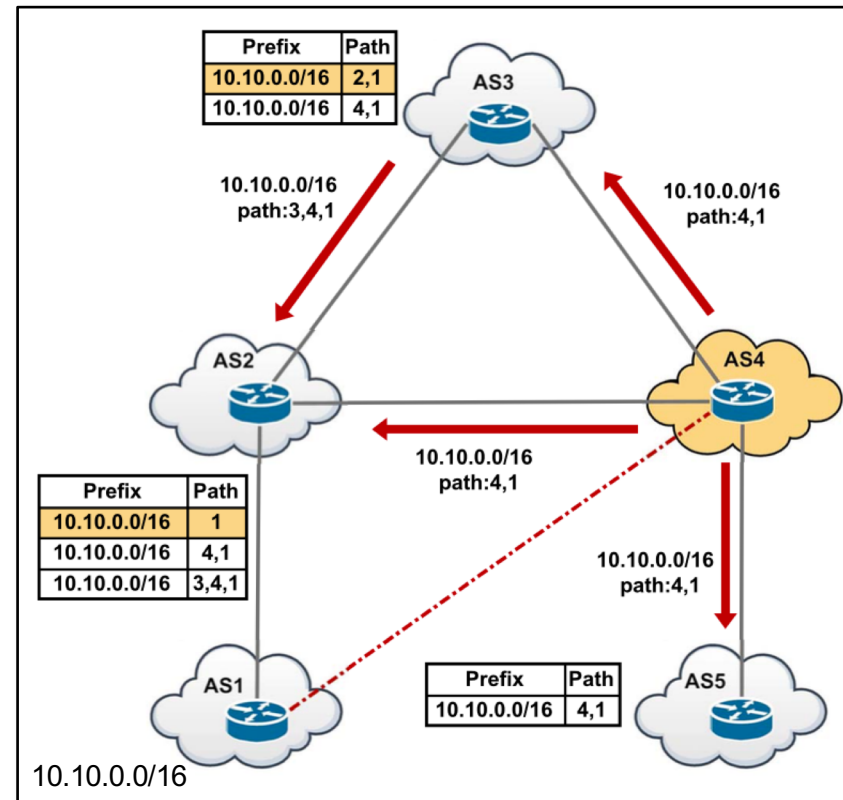 Prefix Path
10.10.0.0/16 2,1
10.10.0.0/16 4,1
AS3
10.10.0.0/16
path:3,4,1
10.10.0.0/16
path:4,1
AS2
AS4
10.10.0.0/16
path:4,1
Prefix Path
10.10.0.0/16 1
10.10.0.0/16 4,1
10.10.0.0/16 3,4,1
10.10.0.0/16
path:4,1
AS1
Prefix Path
10.10.0.0/16 4,1
AS5
10.10.0.0/16